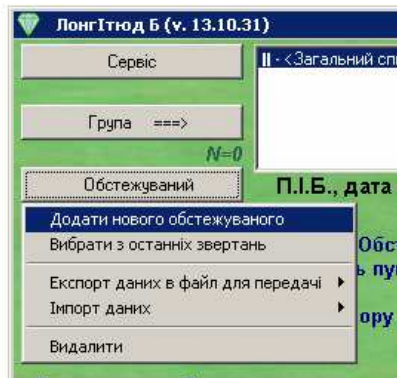 ЛонгІтюд Б (v. 13.10.31)
Сервіс
|| - <Загальний
Група ===>
N=0
Обстежуваний
П.І.Б., дата
Додати нового обстежуваного
Вибрати з останніх звертань
Експорт даних в файл для передачі
Імпорт даних
Видалити